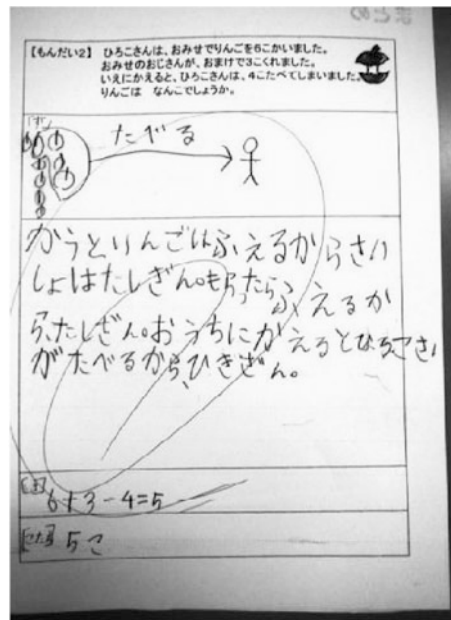 まとめ
【もんだい2】 ひろこさんは、おみせでりんごを6こかいました。
おみせのおじさんが、おまけで3こくれました。
いえにかえると、ひろこさんは、4こたべてしまいました。
りんごは なんこでしょうか。
たべる
かうとりんごはふえるからさい
しょはたしざん。もらったらふえるか
ら、たしざん。おうちにかえるとひろこさん
がたべるから、ひきざん。
6+3-4=5
5こ